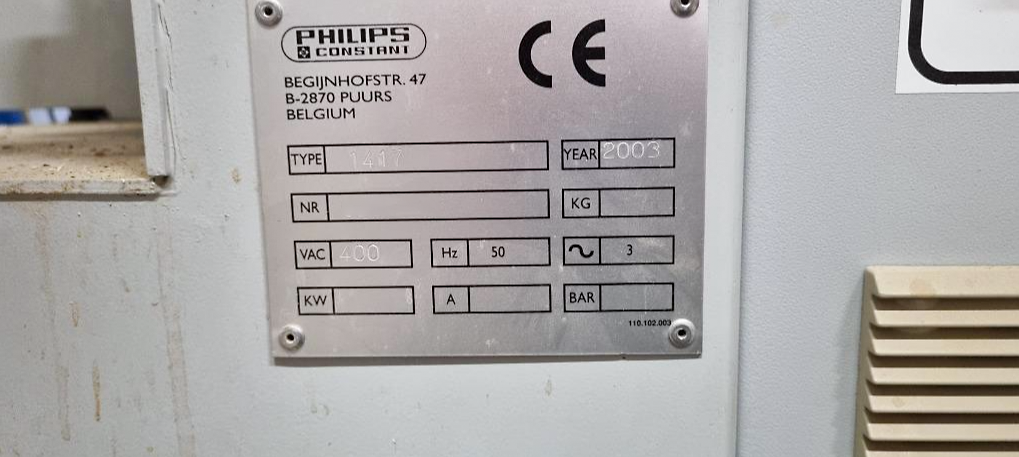 PHILIPS
CONSTANT
CE
BEGIJNHOFSTR. 47
B-2870 PUURS
BELGIUM
TYPE 1417 YEAR 2003
NR KG
VAC 400 Hz 50 ~ 3
KW A BAR
110.102.003